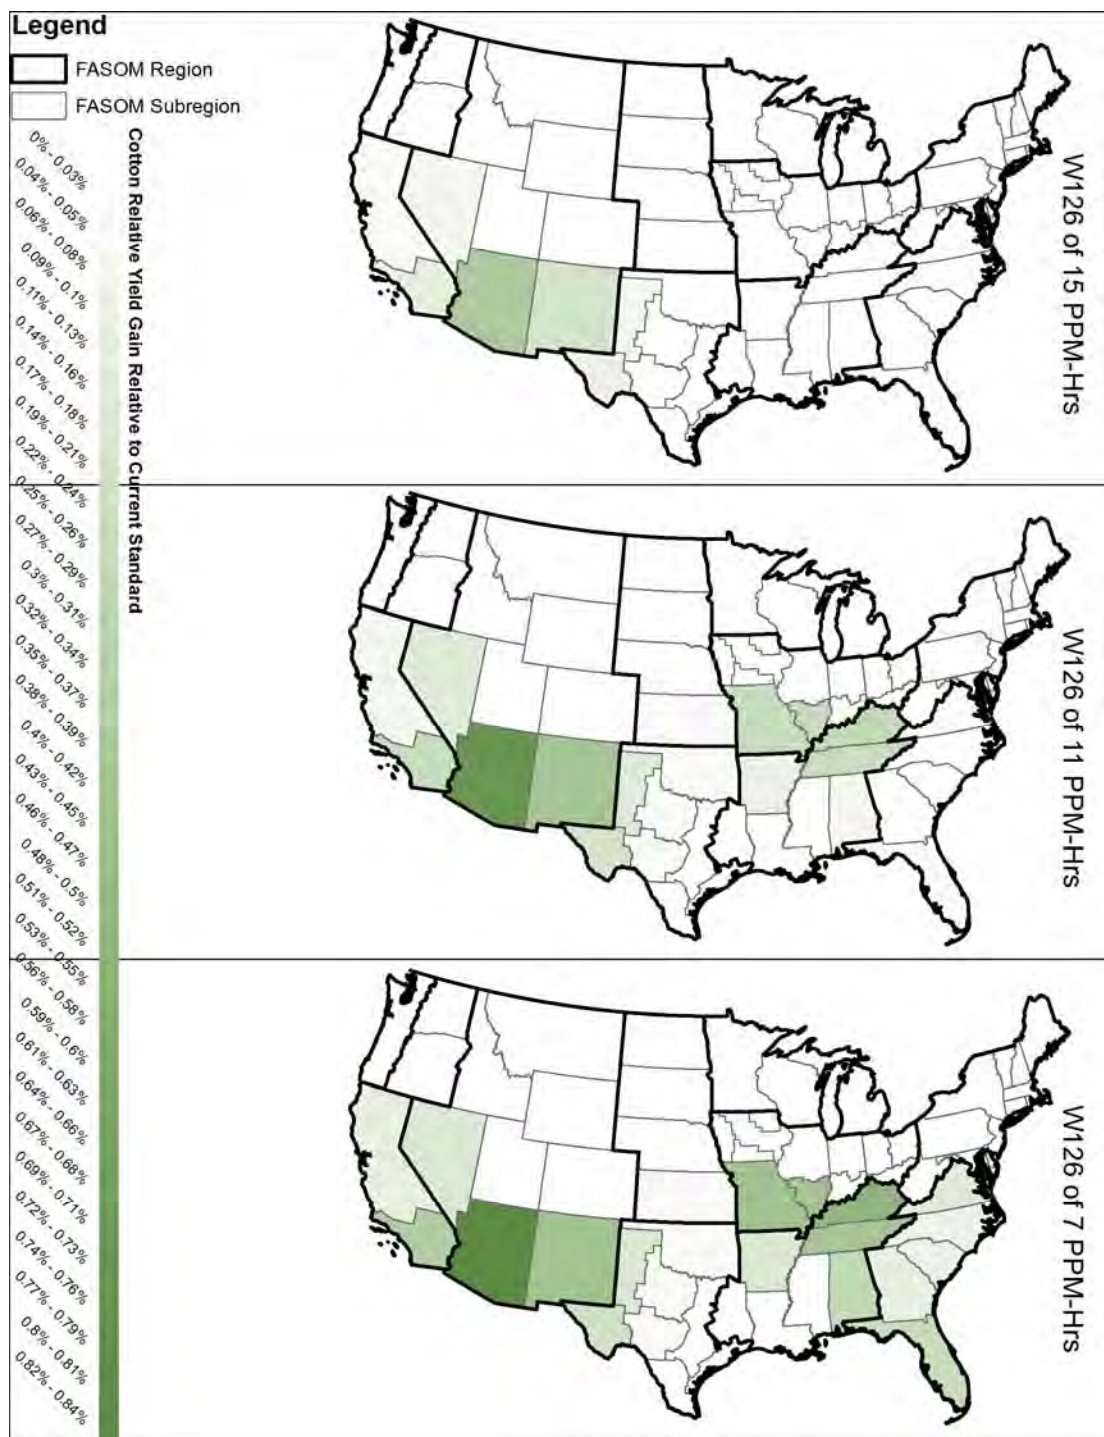 Legend
FASOM Region
FASOM Subregion
Cotton Relative Yield Gain Relative to Current Standard
0% - 0.03%
0.04% - 0.05%
0.06% - 0.08%
0.09% - 0.1%
0.11% - 0.13%
0.14% - 0.16%
0.17% - 0.18%
0.19% - 0.21%
0.22% - 0.24%
0.25% - 0.26%
0.27% - 0.29%
0.3% - 0.31%
0.32% - 0.34%
0.35% - 0.37%
0.38% - 0.39%
0.4% - 0.42%
0.43% - 0.45%
0.46% - 0.47%
0.48% - 0.5%
0.51% - 0.52%
0.53% - 0.55%
0.56% - 0.58%
0.59% - 0.6%
0.61% - 0.63%
0.64% - 0.66%
0.67% - 0.68%
0.69% - 0.71%
0.72% - 0.73%
0.74% - 0.76%
0.77% - 0.79%
0.8% - 0.81%
0.82% - 0.84%
W126 of 15 PPM-Hrs
W126 of 11 PPM-Hrs
W126 of 7 PPM-Hrs